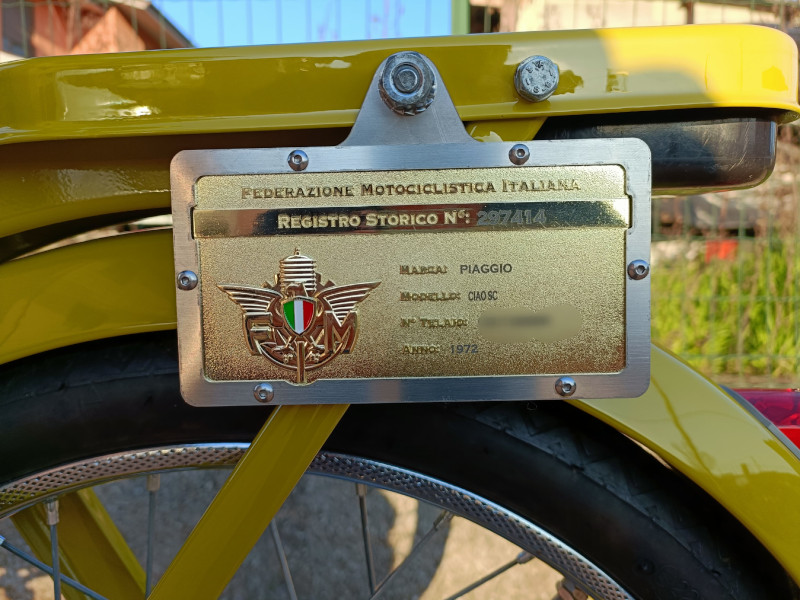 FEDERAZIONE MOTOCICLISTICA ITALIANA
REGISTRO STORICO N°: 297414
MARCA: PIAGGIO
MODELLO: CIAO SC
N° TELAIO:
ANNO: 1972
FMI